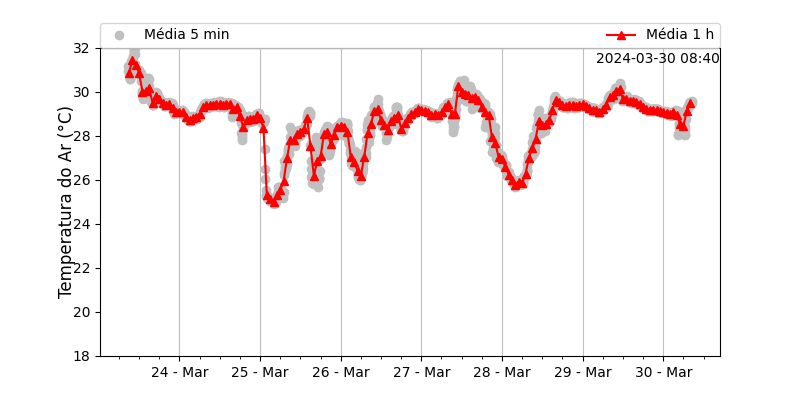 Média 5 min
Média 1 h
2024-03-30 08:40
Temperatura do Ar (°C)
32
30
28
26
24
22
20
18
24 - Mar
25 - Mar
26 - Mar
27 - Mar
28 - Mar
29 - Mar
30 - Mar